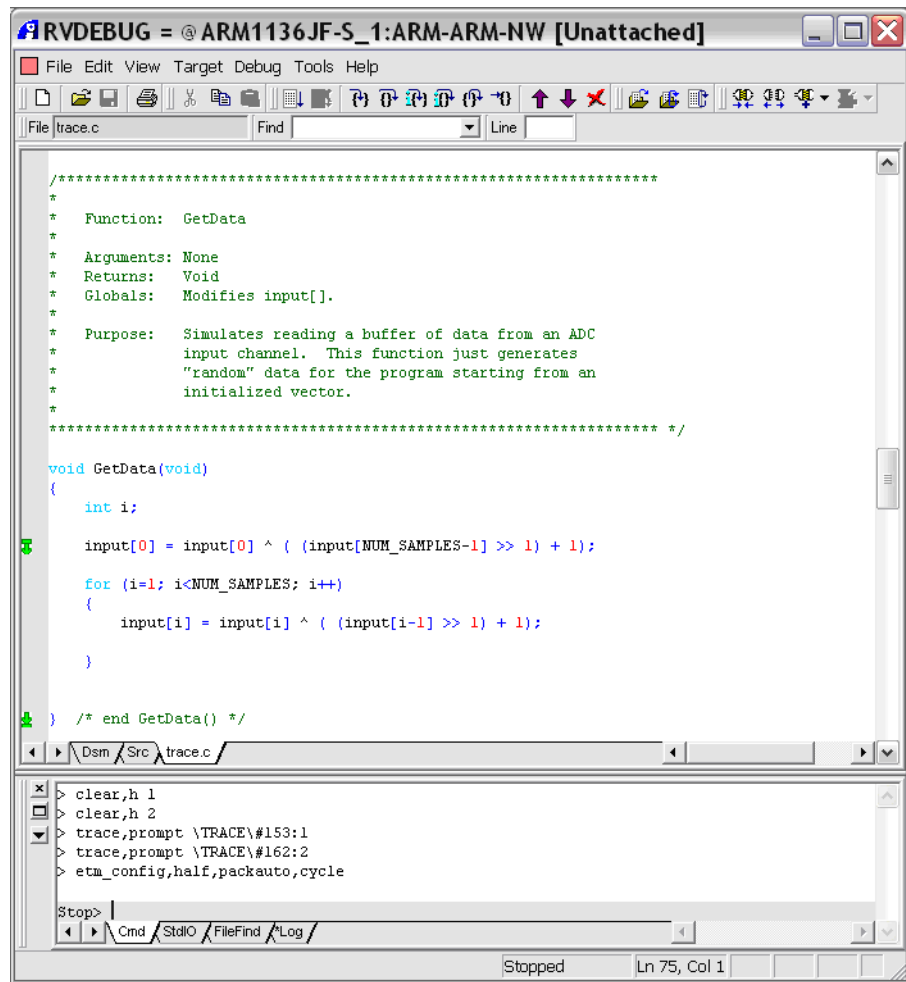 RVDEBUG = @ARM1136JF-S_1:ARM-ARM-NW [Unattached]
File Edit View Target Debug Tools Help
File trace.c Find Line
/*******************************************************************
*
* Function: GetData
*
* Arguments: None
* Returns: Void
* Globals: Modifies input[].
*
* Purpose: Simulates reading a buffer of data from an ADC
* input channel. This function just generates
* "random" data for the program starting from an
* initialized vector.
*
******************************************************************** */
void GetData(void)
{
int i;
input[0] = input[0] ^ ( (input[NUM_SAMPLES-1] >> 1) + 1);
for (i=1; i<NUM_SAMPLES; i++)
{
input[i] = input[i] ^ ( (input[i-1] >> 1) + 1);
}
} /* end GetData() */
Dsm Src trace.c
> clear,h 1
> clear,h 2
> trace,prompt \TRACE\#153:1
> trace,prompt \TRACE\#162:2
> etm_config,half,packauto,cycle
Stop>
Cmd StdIO FileFind *Log
Stopped Ln 75, Col 1